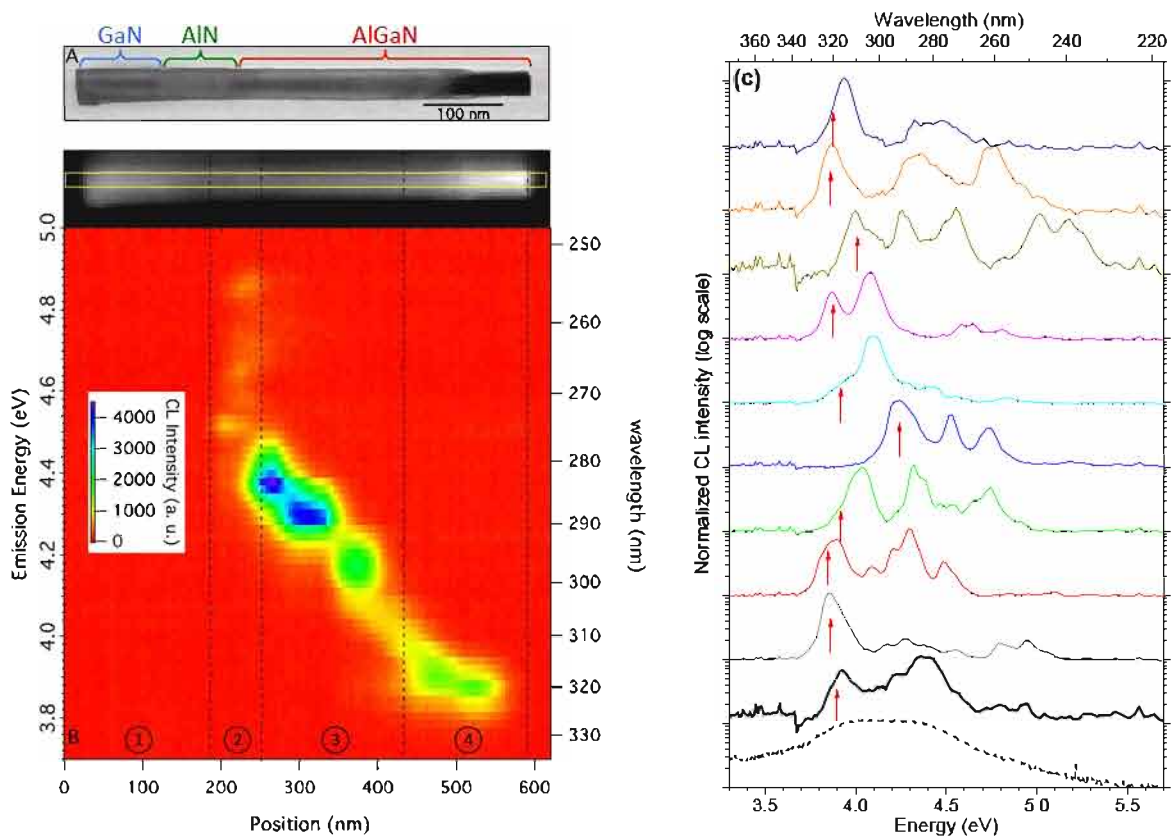 GaN AlN AlGaN
A
100 nm
5.0
4.8
4.6
4.4
4.2
4.0
3.8
Emission Energy (eV)
250
260
270
280
290
300
310
320
330
wavelength (nm)
CL Intensity (a. u.)
4000
3000
2000
1000
0
B
1 2 3 4
0 100 200 300 400 500 600
Position (nm)
Wavelength (nm)
360 340 320 300 280 260 240 220
(c)
Normalized CL intensity (log scale)
3.5 4.0 4.5 5.0 5.5
Energy (eV)